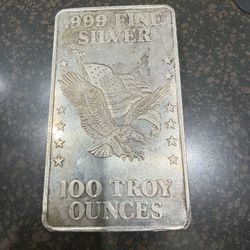 .999 FINE
SILVER
100 TROY
OUNCES